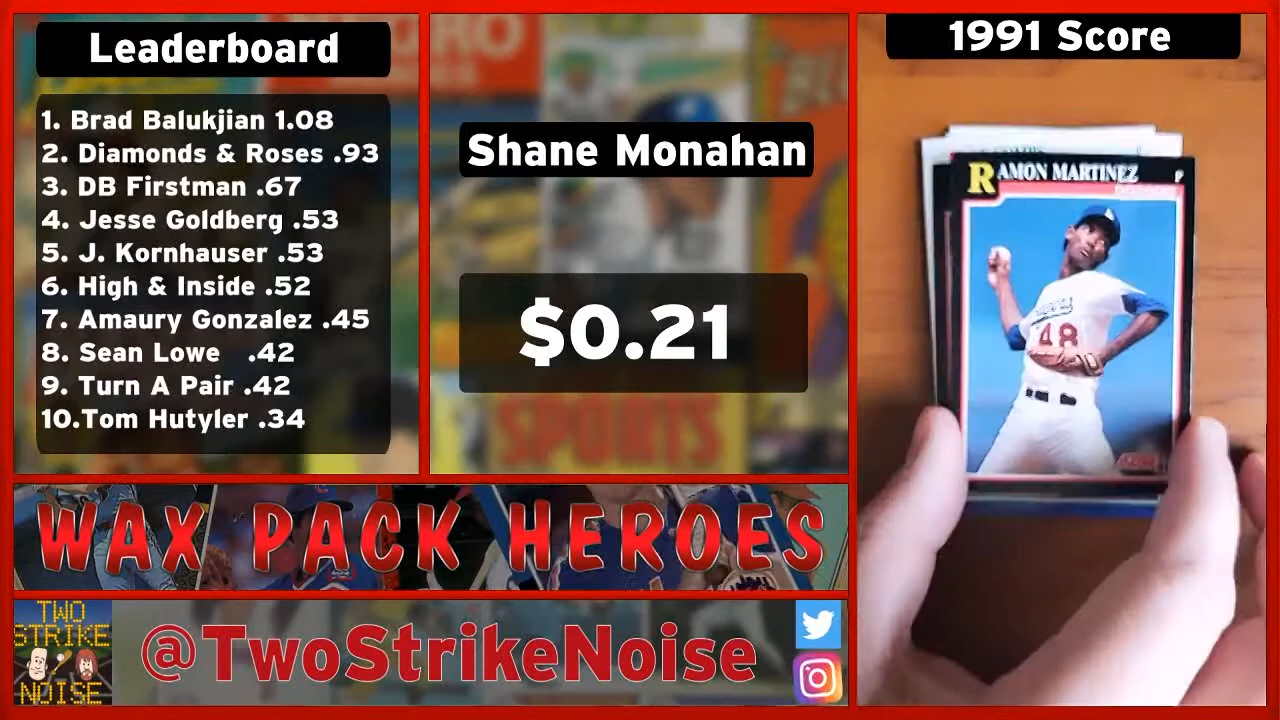 Leaderboard
1. Brad Balukjian 1.08
2. Diamonds & Roses .93
3. DB Firstman .67
4. Jesse Goldberg .53
5. J. Kornhauser .53
6. High & Inside .52
7. Amaury Gonzalez .45
8. Sean Lowe .42
9. Turn A Pair .42
10.Tom Hutyler .34
Shane Monahan
$0.21
SPORTS
1991 Score
RAMON MARTINEZ P
48
WAX PACK HEROES
TWO
STRIKE
NOISE
@TwoStrikeNoise